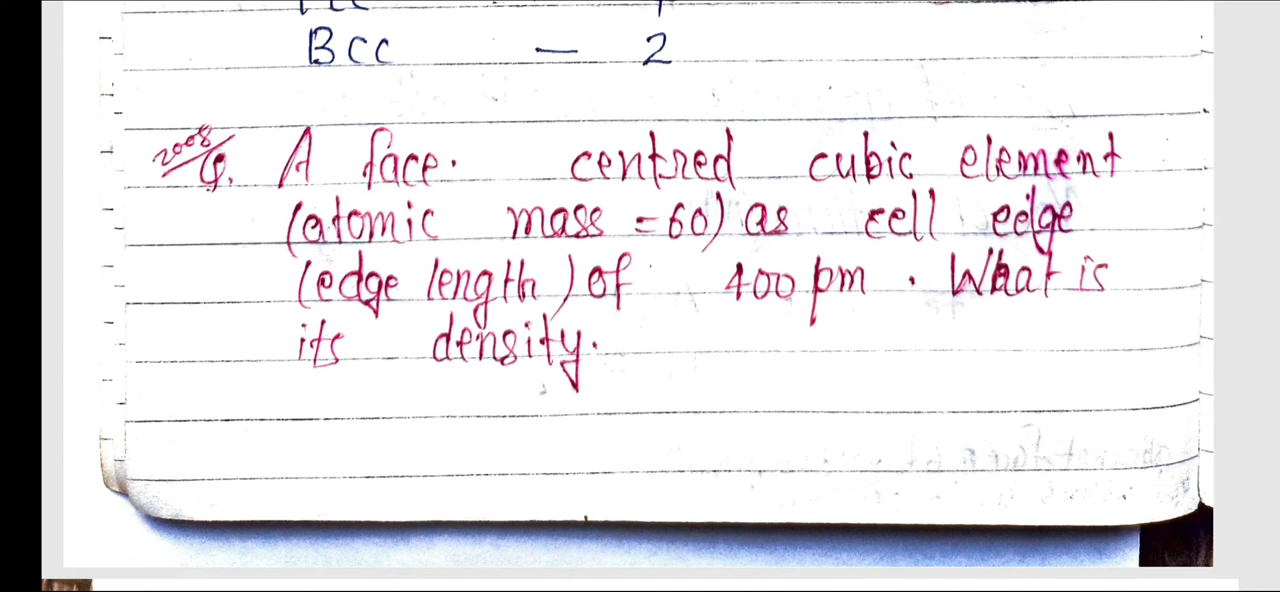 BCC — 2
2008
Q. A face. centred cubic element
(atomic mass = 60) as cell edge
(edge length) of 400 pm. What is
its density.